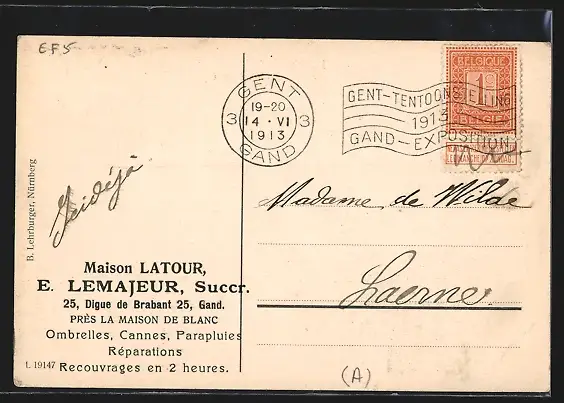 EF5
GENT
3 19-20 3
14 · VI
1913
GAND
GENT-TENTOONSTELLING
1913
GAND-EXPOSITION
BELGIQUE
1
BELGIË
B. Lehrburger, Nürnberg
Madame de Wilde
Laerne
Maison LATOUR,
E. LEMAJEUR, Succr.
25, Digue de Brabant 25, Gand.
PRÈS LA MAISON DE BLANC
Ombrelles, Cannes, Parapluies
Réparations
Recouvrages en 2 heures.
L 19147
(A)